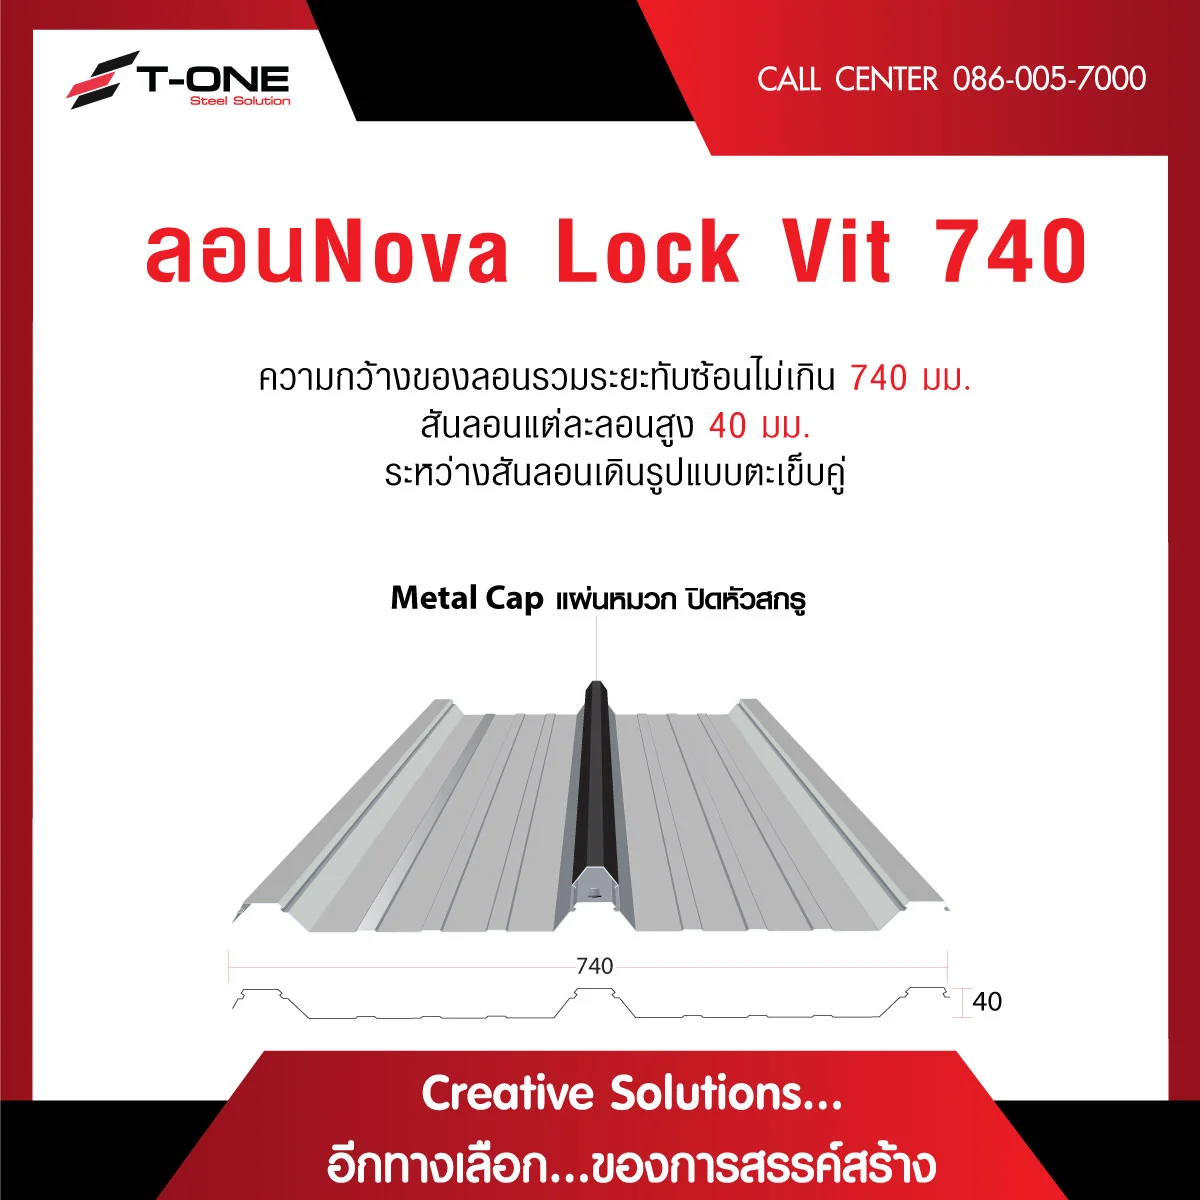 T-ONE
Steel Solution
CALL CENTER 086-005-7000
ลอนNova Lock Vit 740
ความกว้างของลอนรวมระยะทับซ้อนไม่เกิน 740 มม.
สันลอนแต่ละลอนสูง 40 มม.
ระหว่างสันลอนเดินรูปแบบตะเข็บคู่
Metal Cap แผ่นหมวก ปิดหัวสกรู
740
40
Creative Solutions...
อีกทางเลือก...ของการสรรค์สร้าง